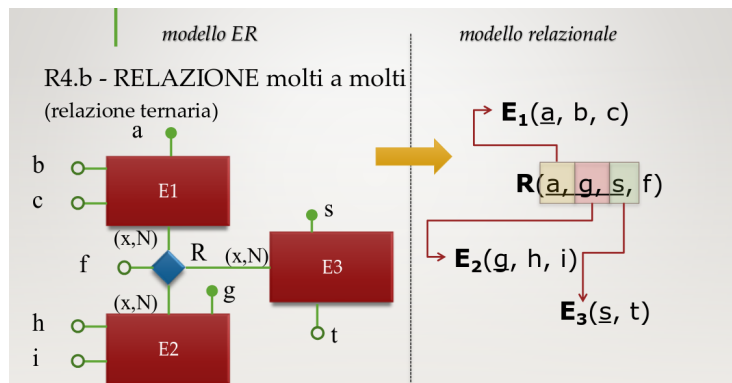 modello ER
modello relazionale
R4.b - RELAZIONE molti a molti
(relazione ternaria)
a
b
c
E1
(x,N)
f
R
(x,N)
s
E3
t
(x,N)
g
h
i
E2
E₁(a, b, c)
R(a, g, s, f)
E₂(g, h, i)
E₃(s, t)